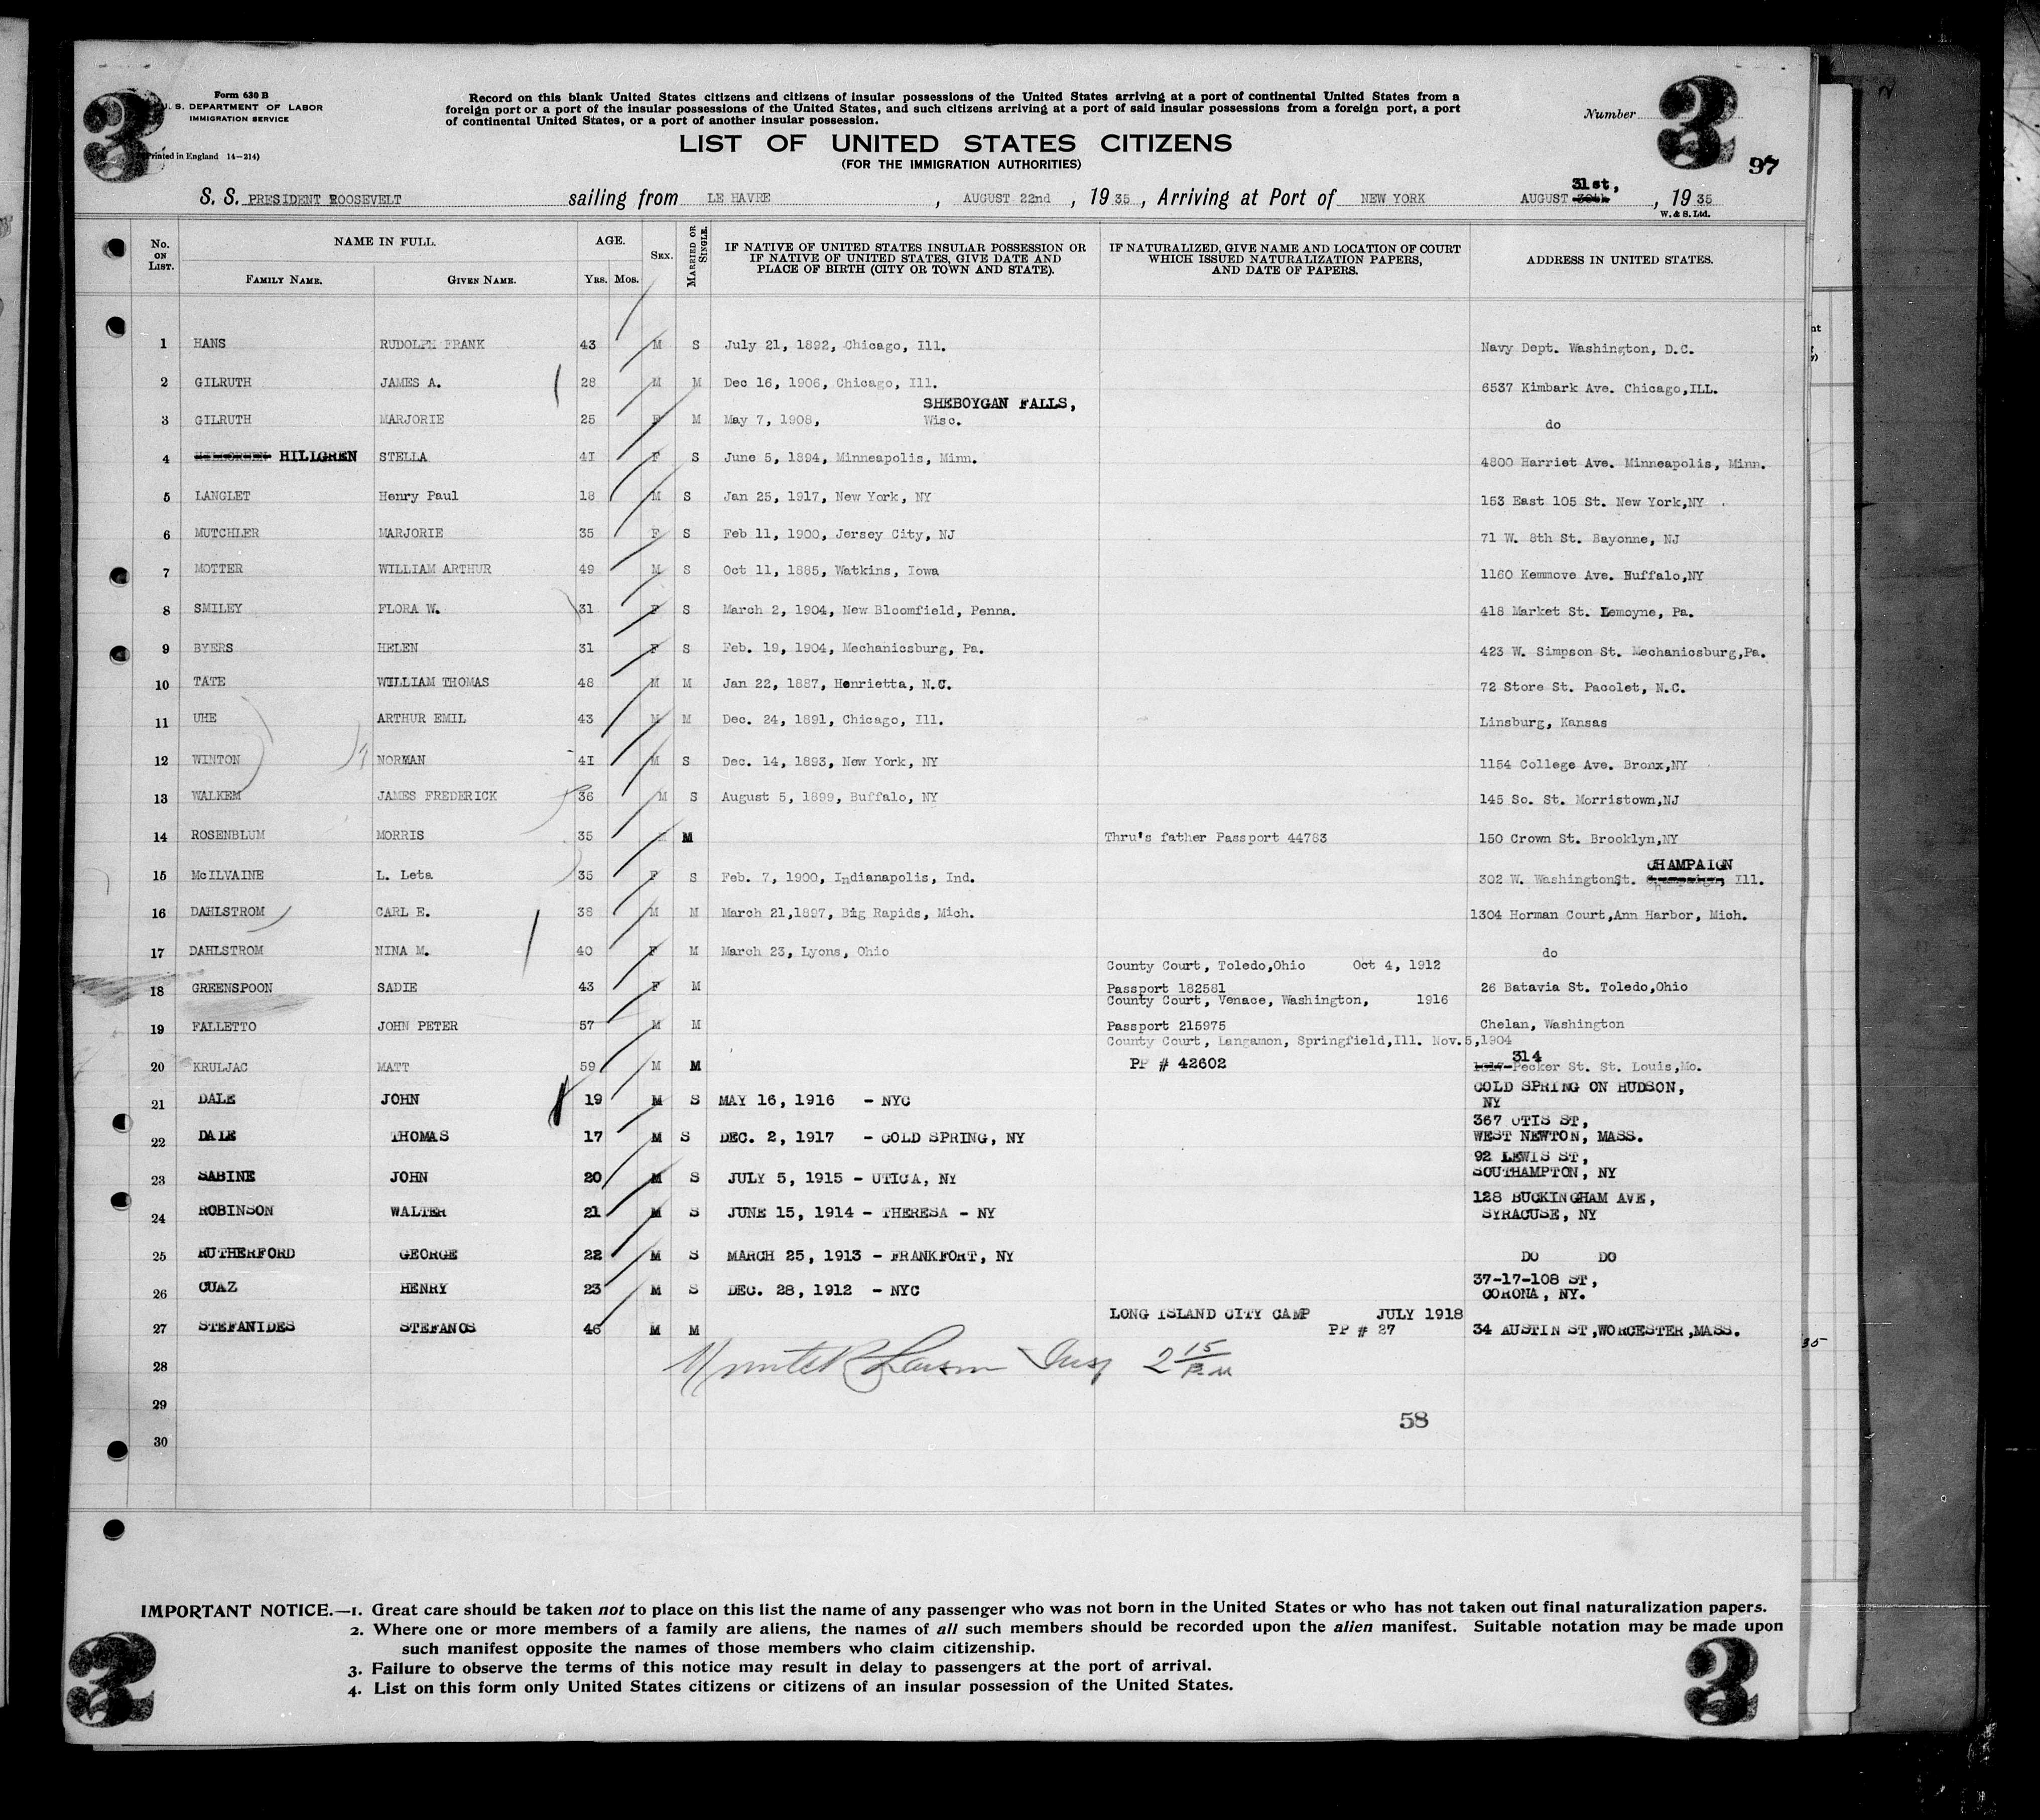 3
Form 630 B
U. S. DEPARTMENT OF LABOR
IMMIGRATION SERVICE
(Printed in England 14—214)
Record on this blank United States citizens and citizens of insular possessions of the United States arriving at a port of continental United States from a
foreign port or a port of the insular possessions of the United States, and such citizens arriving at a port of said insular possessions from a foreign port, a port
of continental United States, or a port of another insular possession.
LIST OF UNITED STATES CITIZENS
(FOR THE IMMIGRATION AUTHORITIES)
Number 3
97
S. S. PRESIDENT ROOSEVELT sailing from LE HAVRE, AUGUST 22nd, 1935, Arriving at Port of NEW YORK AUGUST 30th 31st, , 1935
W. & S. Ltd.
No. ON LIST. NAME IN FULL. AGE. SEX. MARRIED OR SINGLE. IF NATIVE OF UNITED STATES INSULAR POSSESSION OR IF NATIVE OF UNITED STATES, GIVE DATE AND PLACE OF BIRTH (CITY OR TOWN AND STATE). IF NATURALIZED, GIVE NAME AND LOCATION OF COURT WHICH ISSUED NATURALIZATION PAPERS, AND DATE OF PAPERS. ADDRESS IN UNITED STATES.
FAMILY NAME. GIVEN NAME. YRS. MOS.
1 HANS RUDOLFH FRANK 43 M S July 21, 1892, Chicago, Ill. Navy Dept. Washington, D.C.
2 GILRUTH JAMES A. 28 M M Dec 16, 1906, Chicago, Ill. 6537 Kimbark Ave. Chicago,ILL.
SHEBOYGAN FALLS,
3 GILRUTH MARJORIE 25 F M May 7, 1908, Wisc. do
4 HILLGREN STELLA 41 F S June 5, 1894, Minneapolis, Minn. 4800 Harriet Ave. Minneapolis, Minn.
5 LANGLET Henry Paul 18 M S Jan 25, 1917, New York, NY 153 East 105 St. New York,NY
6 MUTCHLER MARJORIE 35 F S Feb 11, 1900, Jersey City, NJ 71 W. 8th St. Bayonne, NJ
7 MOTTER WILLIAM ARTHUR 49 M S Oct 11, 1885, Watkins, Iowa 1160 Kemmove Ave. Buffalo,NY
8 SMILEY FLORA W. 31 F S March 2, 1904, New Bloomfield, Penna. 418 Market St. Lemoyne, Pa.
9 BYERS HELEN 31 F S Feb. 19, 1904, Mechanicsburg, Pa. 423 W. Simpson St. Mechanicsburg,Pa.
10 TATE WILLIAM THOMAS 48 M M Jan 22, 1887, Henrietta, N.C. 72 Store St. Pacolet, N.C.
11 UHE ARTHUR EMIL 43 M M Dec. 24, 1891, Chicago, Ill. Linsburg, Kansas
12 WINTON NORMAN 41 M S Dec. 14, 1893, New York, NY 1154 College Ave. Bronx,NY
13 WALKEM JAMES FREDERICK 36 M S August 5, 1899, Buffalo, NY 145 So. St. Morristown,NJ
14 ROSENBLUM MORRIS 35 M M Thru's father Passport 44783 150 Crown St. Brooklyn,NY
CHAMPAIGN
15 McILVAINE L. Leta 35 F S Feb. 7, 1900, Indianapolis, Ind. 302 W. WashingtonSt. Champaign, Ill.
16 DAHLSTROM CARL E. 38 M M March 21,1897, Big Rapids, Mich. 1304 Horman Court,Ann Harbor, Mich.
17 DAHLSTROM NINA M. 40 F M March 23, Lyons, Ohio do
County Court, Toledo,Ohio Oct 4, 1912
18 GREENSPOON SADIE 43 F M Passport 182581 26 Batavia St. Toledo,Ohio
County Court, Venace, Washington, 1916
19 FALLETTO JOHN PETER 57 M M Passport 215975 Chelan, Washington
County Court, Langamon, Springfield,Ill. Nov.5,1904
314
20 KRULJAC MATT 59 M M PP # 42602 Pecker St. St. Louis,Mo.
COLD SPRING ON HUDSON,
21 DALE JOHN 19 M S MAY 16, 1916 - NYC NY
367 OTIS ST,
22 DALE THOMAS 17 M S DEC. 2, 1917 - COLD SPRING, NY WEST NEWTON, MASS.
92 LEWIS ST,
23 SABINE JOHN 20 M S JULY 5, 1915 - UTICA, NY SOUTHAMPTON, NY
128 BUCKINGHAM AVE,
24 ROBINSON WALTER 21 M S JUNE 15, 1914 - THERESA - NY SYRACUSE, NY
25 RUTHERFORD GEORGE 22 M S MARCH 25, 1913 - FRANKFORT, NY DO DO
37-17-108 ST,
26 CUAZ HENRY 23 M S DEC. 28, 1912 - NYC CORONA, NY.
LONG ISLAND CITY CAMP JULY 1918
27 STEFANIDES STEFANOS 46 M M PP # 27 34 AUSTIN ST,WORCESTER,MASS.
28 Larson Insp 2 15 P.M
29
58
30
IMPORTANT NOTICE.—1. Great care should be taken not to place on this list the name of any passenger who was not born in the United States or who has not taken out final naturalization papers.
2. Where one or more members of a family are aliens, the names of all such members should be recorded upon the alien manifest. Suitable notation may be made upon
such manifest opposite the names of those members who claim citizenship.
3. Failure to observe the terms of this notice may result in delay to passengers at the port of arrival.
4. List on this form only United States citizens or citizens of an insular possession of the United States.
3
3